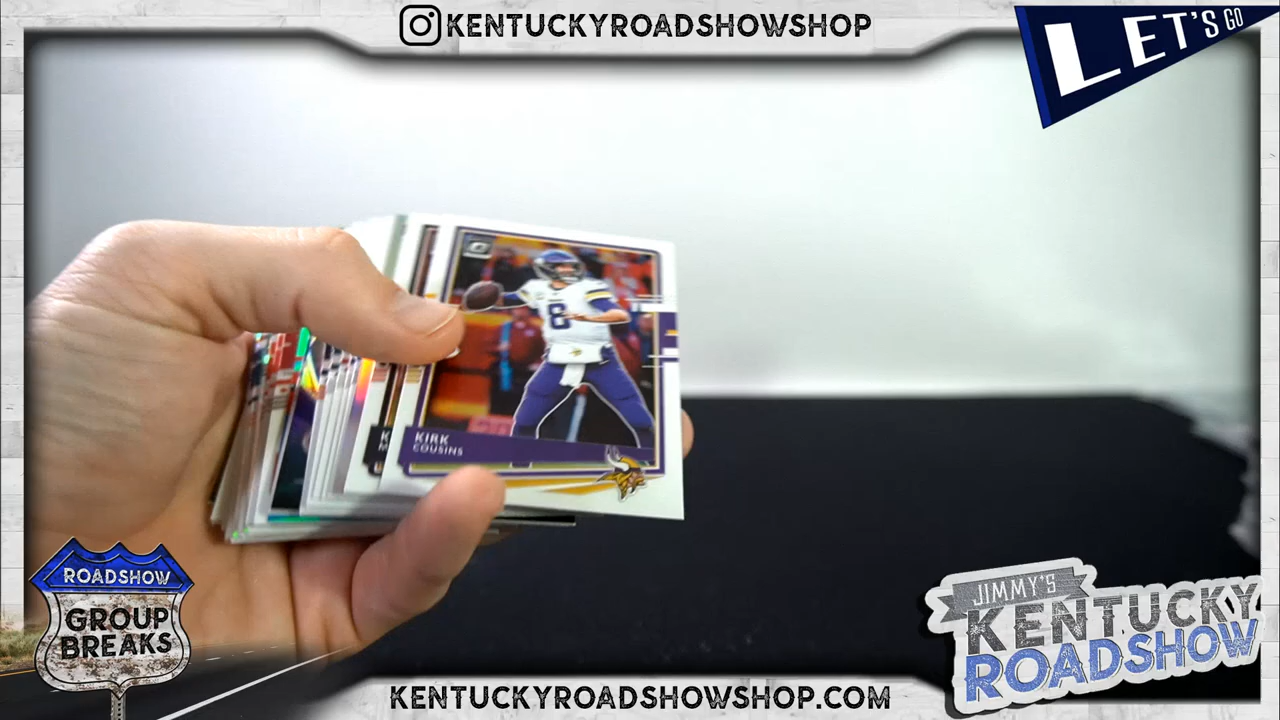 KENTUCKYROADSHOWSHOP
LET'S GO
8
KIRK
COUSINS
ROADSHOW
GROUP
BREAKS
JIMMY'S
KENTUCKY
ROADSHOW
KENTUCKYROADSHOWSHOP.COM